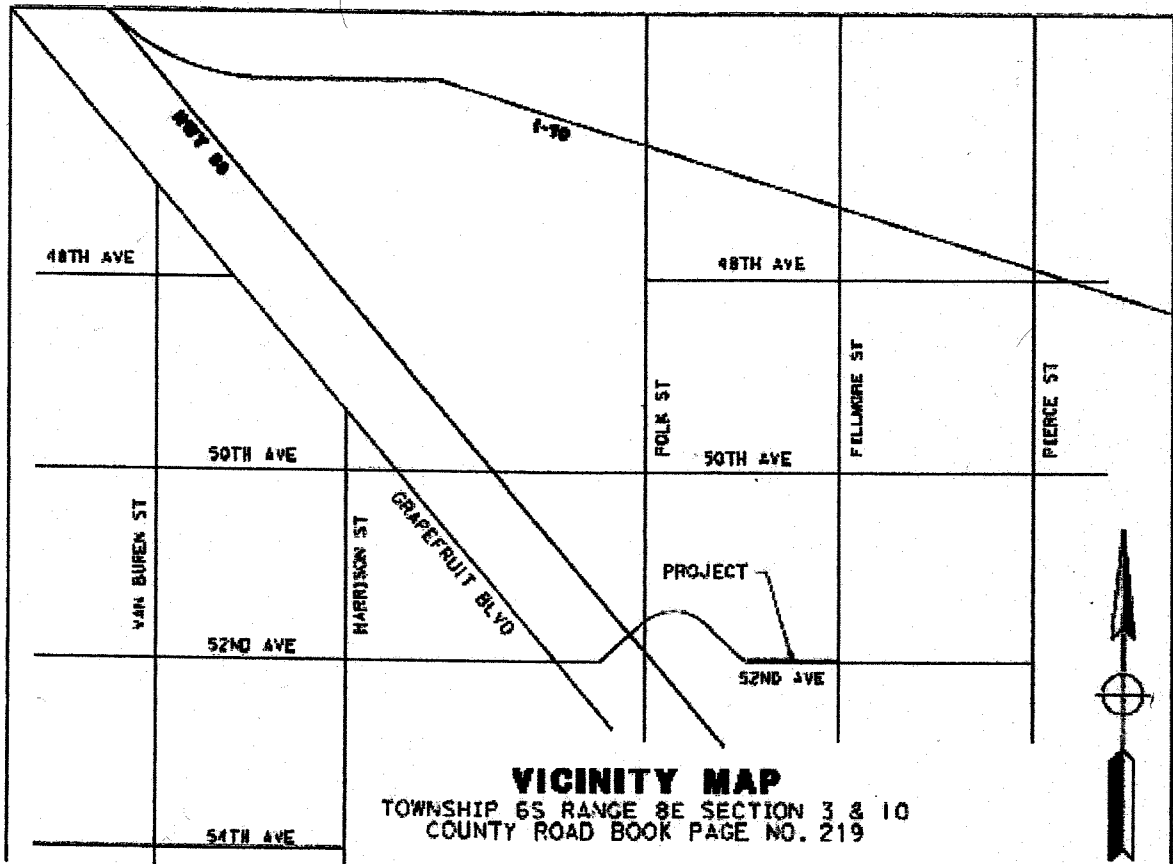 HWY 86
I-10
48TH AVE
48TH AVE
POLK ST
FILLMORE ST
PIERCE ST
50TH AVE
50TH AVE
VAN BUREN ST
HARRISON ST
GRAPEFRUIT BLVD
PROJECT
52ND AVE
52ND AVE
VICINITY MAP
TOWNSHIP 6S RANGE 8E SECTION 3 & 10
COUNTY ROAD BOOK PAGE NO. 219
54TH AVE